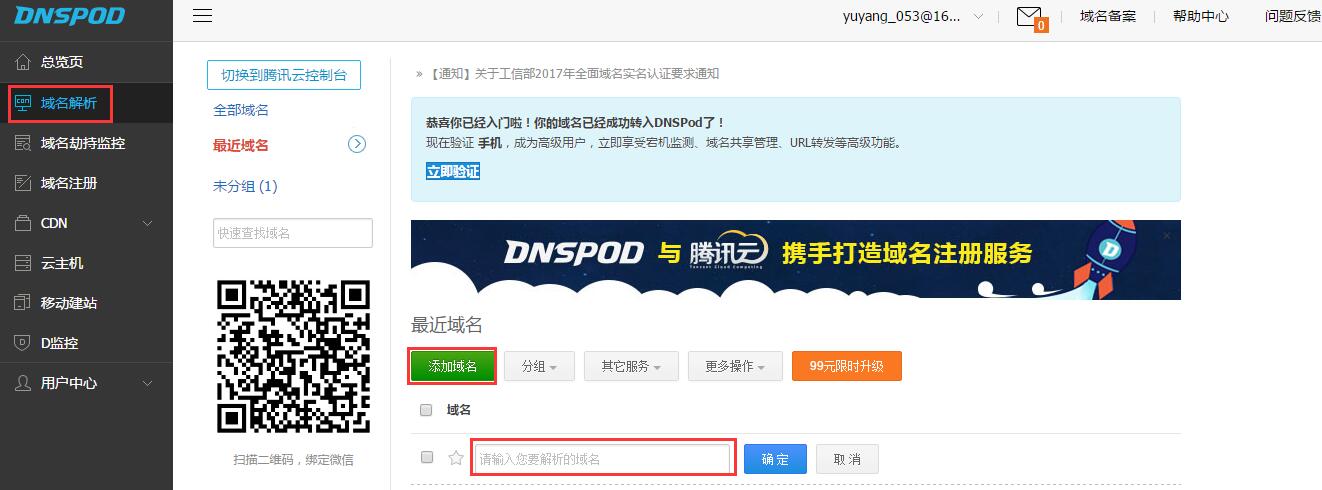 DNSPOD
yuyang_053@16...
0
域名备案
帮助中心
问题反馈
总览页
域名解析
域名劫持监控
域名注册
CDN
云主机
移动建站
D监控
用户中心
切换到腾讯云控制台
全部域名
最近域名
未分组 (1)
快速查找域名
扫描二维码，绑定微信
» 【通知】关于工信部2017年全面域名实名认证要求通知
恭喜你已经入门啦！你的域名已经成功转入DNSPod了！
现在验证 手机，成为高级用户，立即享受宕机监测、域名共享管理、URL转发等高级功能。
立即验证
DNSPOD 与 腾讯云 携手打造域名注册服务
Tencent Cloud Computing
最近域名
添加域名
分组
其它服务
更多操作
99元限时升级
域名
请输入您要解析的域名
确 定
取 消